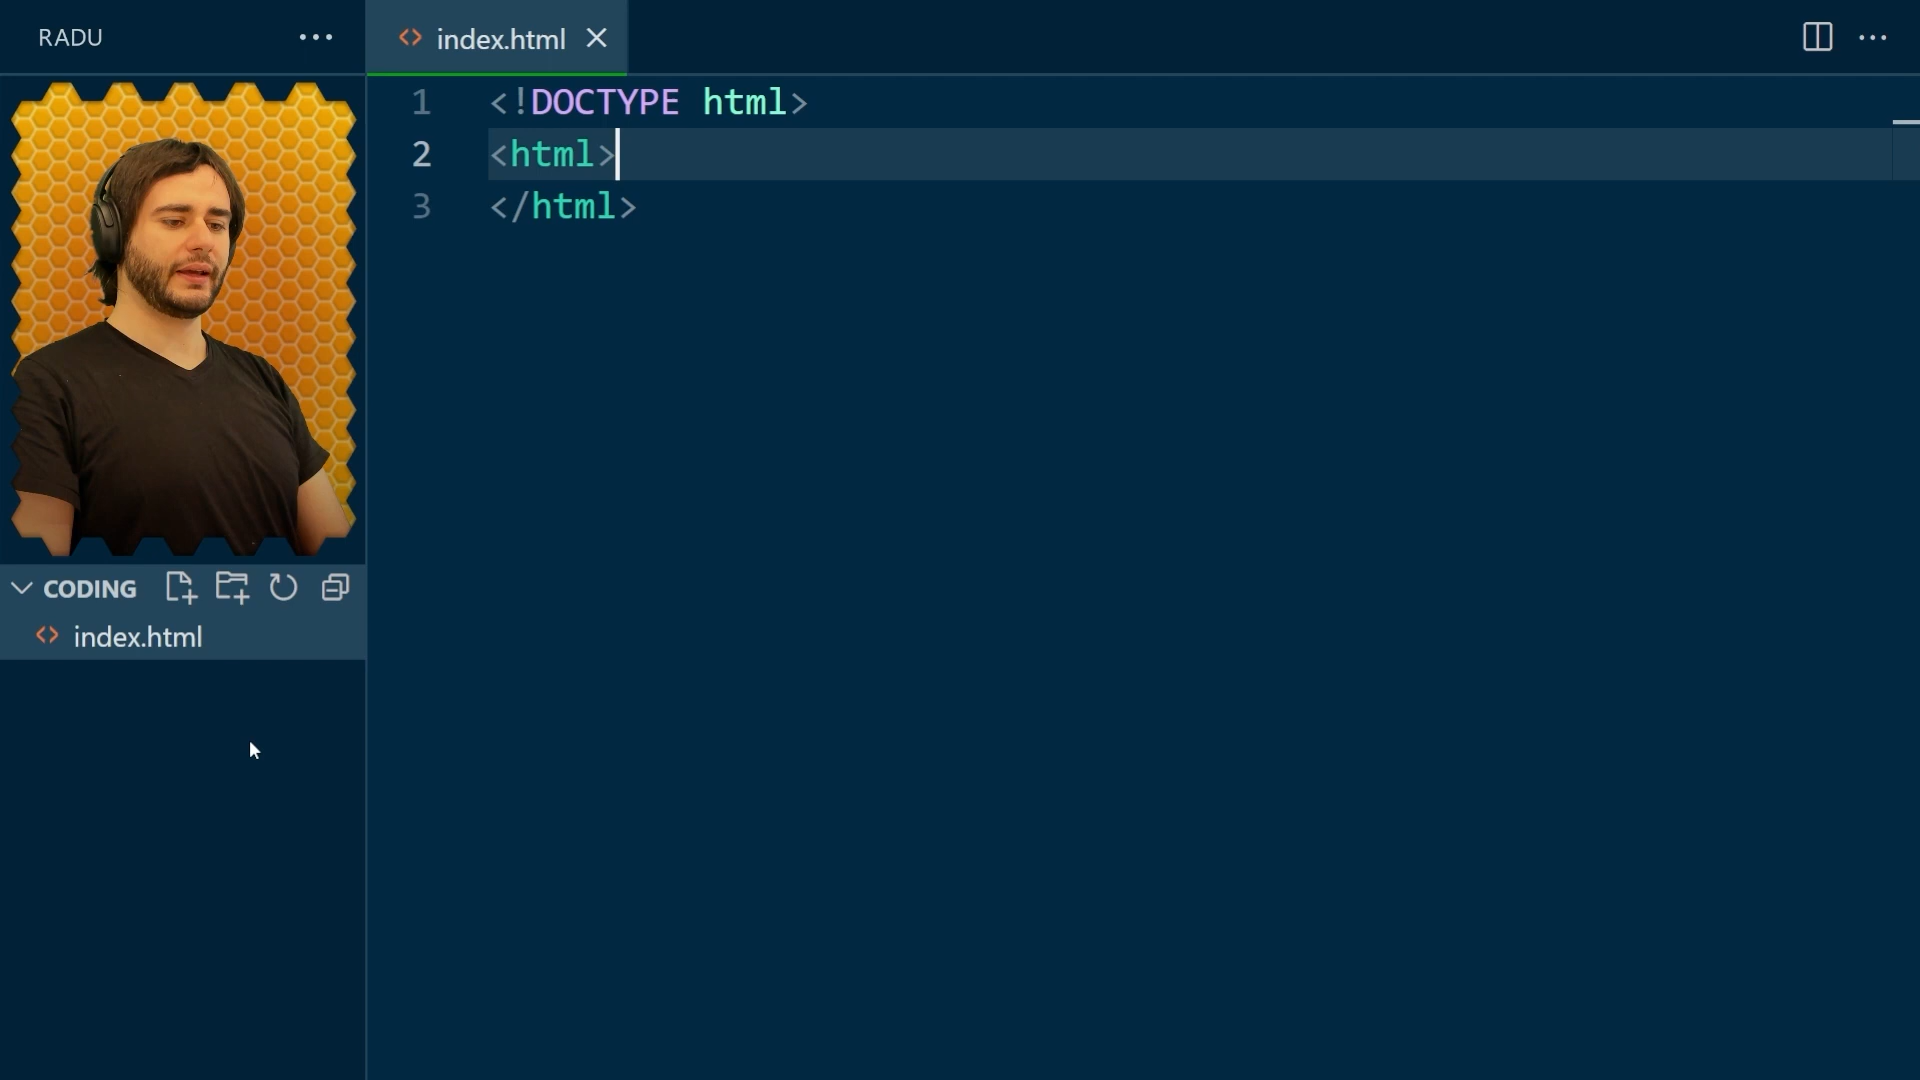 RADU
index.html
1 <!DOCTYPE html>
2 <html>
3 </html>
CODING
index.html